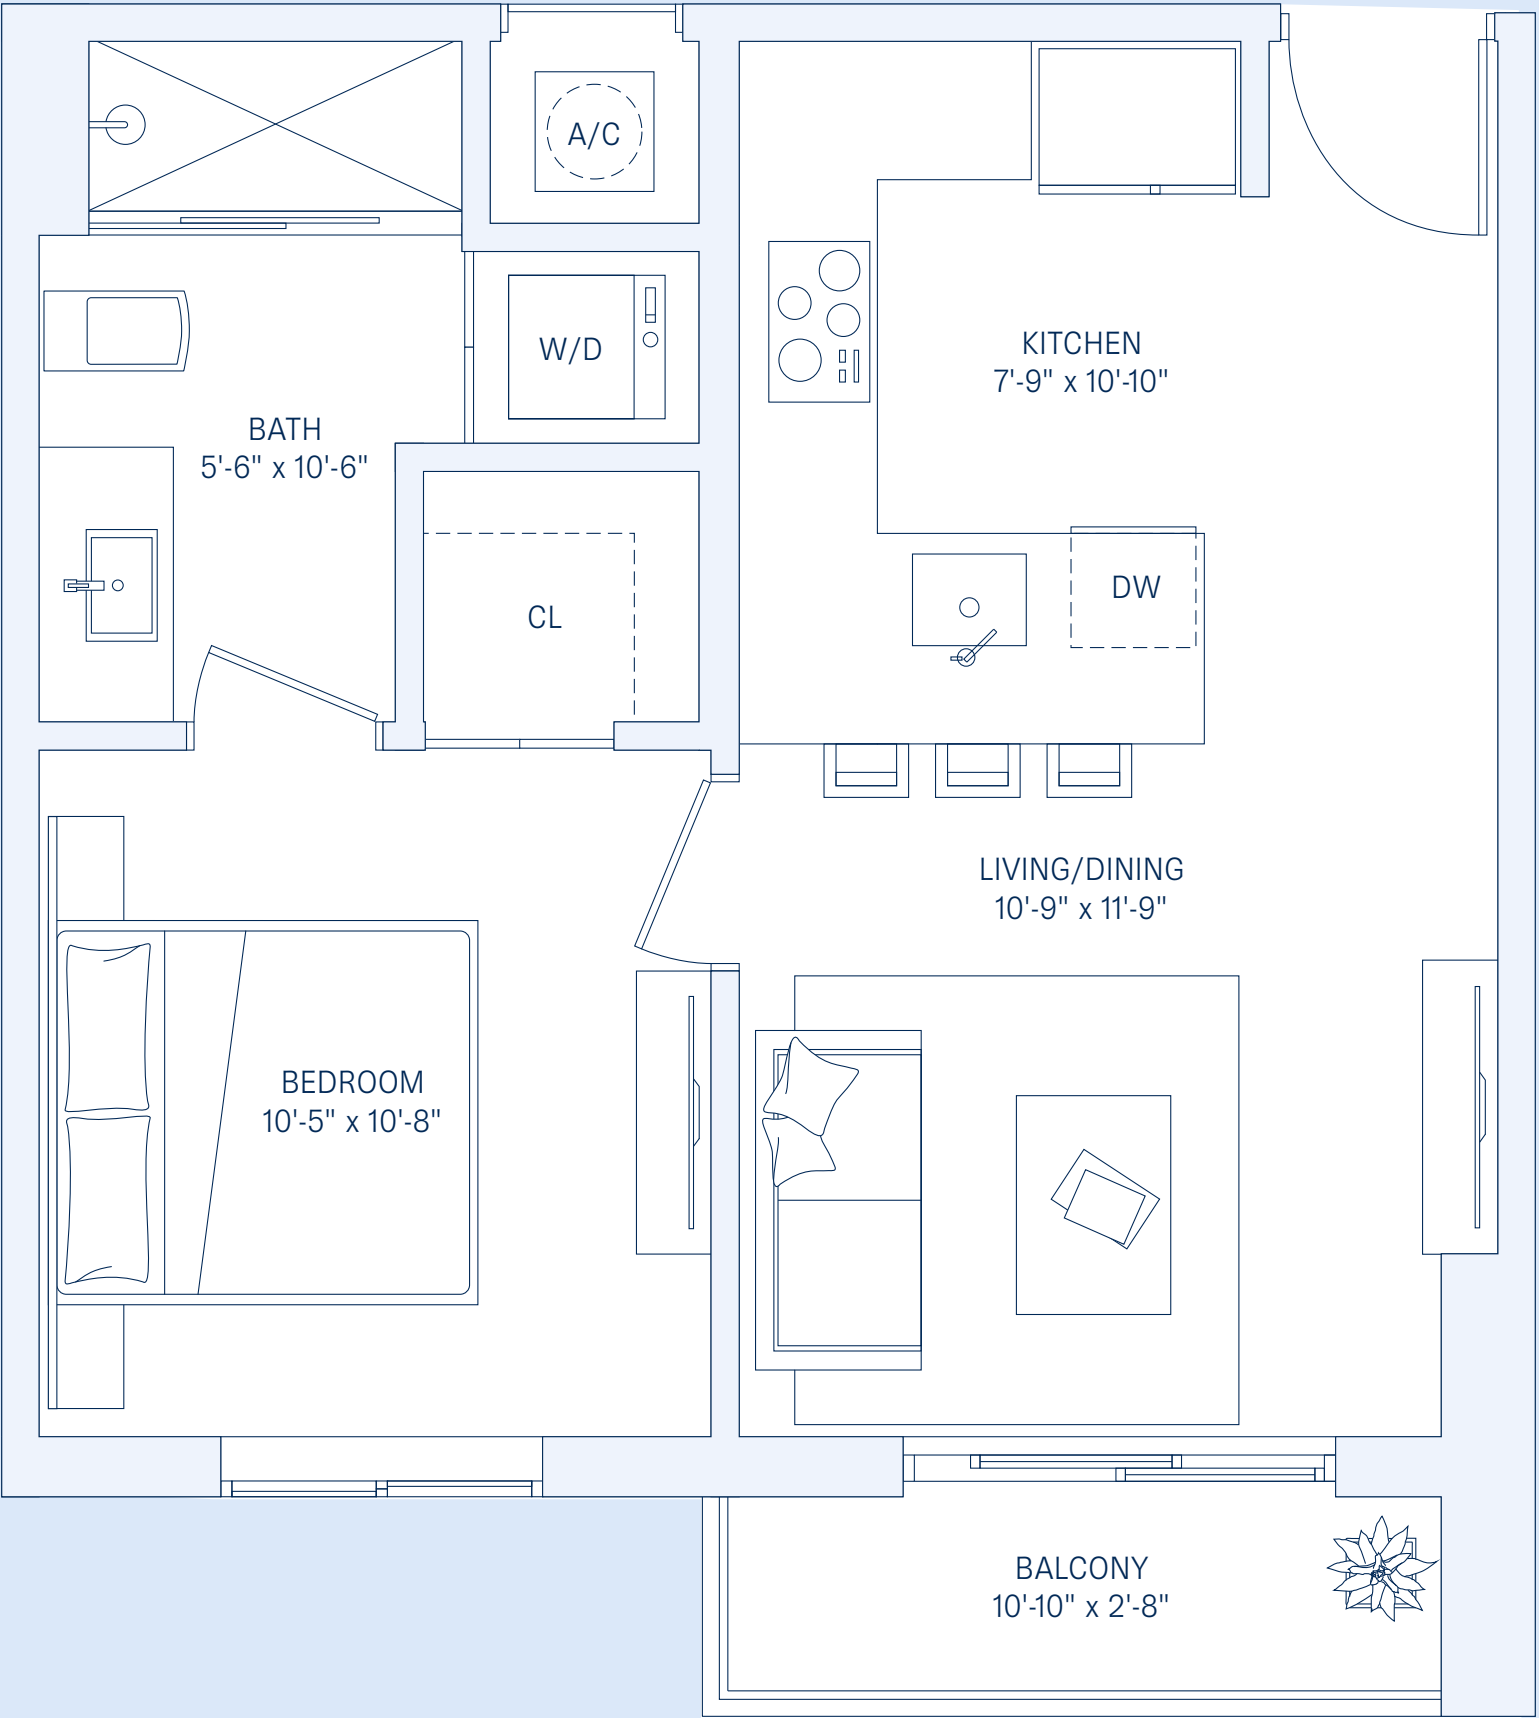 A/C
W/D
KITCHEN
7'-9" x 10'-10"
BATH
5'-6" x 10'-6"
CL
DW
LIVING/DINING
10'-9" x 11'-9"
BEDROOM
10'-5" x 10'-8"
BALCONY
10'-10" x 2'-8"